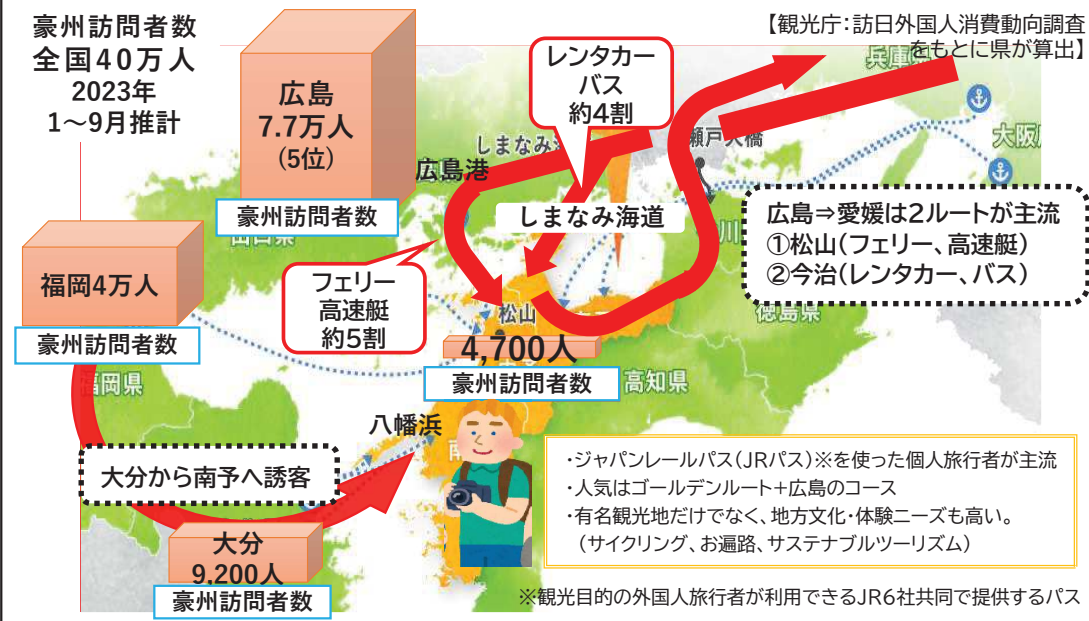 豪州訪問者数
全国40万人
2023年
1～9月推計
【観光庁：訪日外国人消費動向調査
をもとに県が算出】
兵庫県
広島
7.7万人
(5位)
豪州訪問者数
レンタカー
バス
約4割
瀬戸大橋
大阪
しまなみ海
広島港
しまなみ海道
川
広島⇒愛媛は2ルートが主流
①松山(フェリー、高速艇)
②今治(レンタカー、バス)
山口県
福岡4万人
豪州訪問者数
フェリー
高速艇
約5割
松山
徳島県
4,700人
豪州訪問者数
高知県
福岡県
八幡浜
南
大分から南予へ誘客
・ジャパンレールパス(JRパス)※を使った個人旅行者が主流
・人気はゴールデンルート+広島のコース
・有名観光地だけでなく、地方文化・体験ニーズも高い。
(サイクリング、お遍路、サステナブルツーリズム)
大分
9,200人
豪州訪問者数
※観光目的の外国人旅行者が利用できるJR6社共同で提供するパス